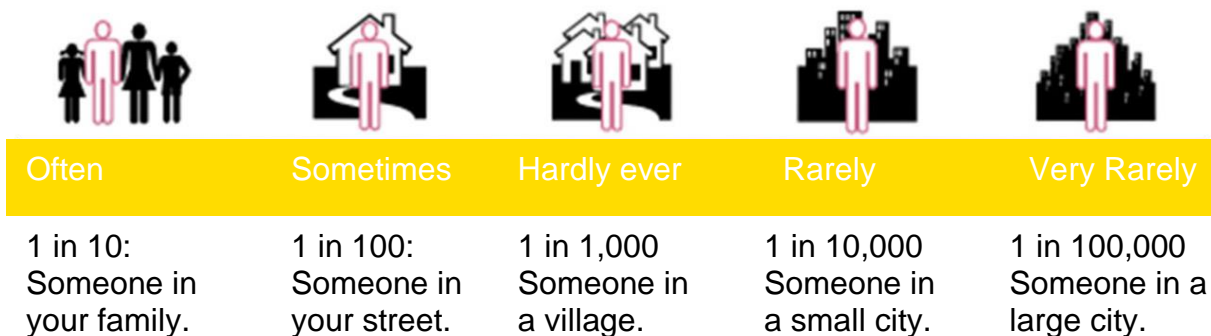 Often Sometimes Hardly ever Rarely Very Rarely
1 in 10:
Someone in
your family.
1 in 100:
Someone in
your street.
1 in 1,000
Someone in
a village.
1 in 10,000
Someone in
a small city.
1 in 100,000
Someone in a
large city.